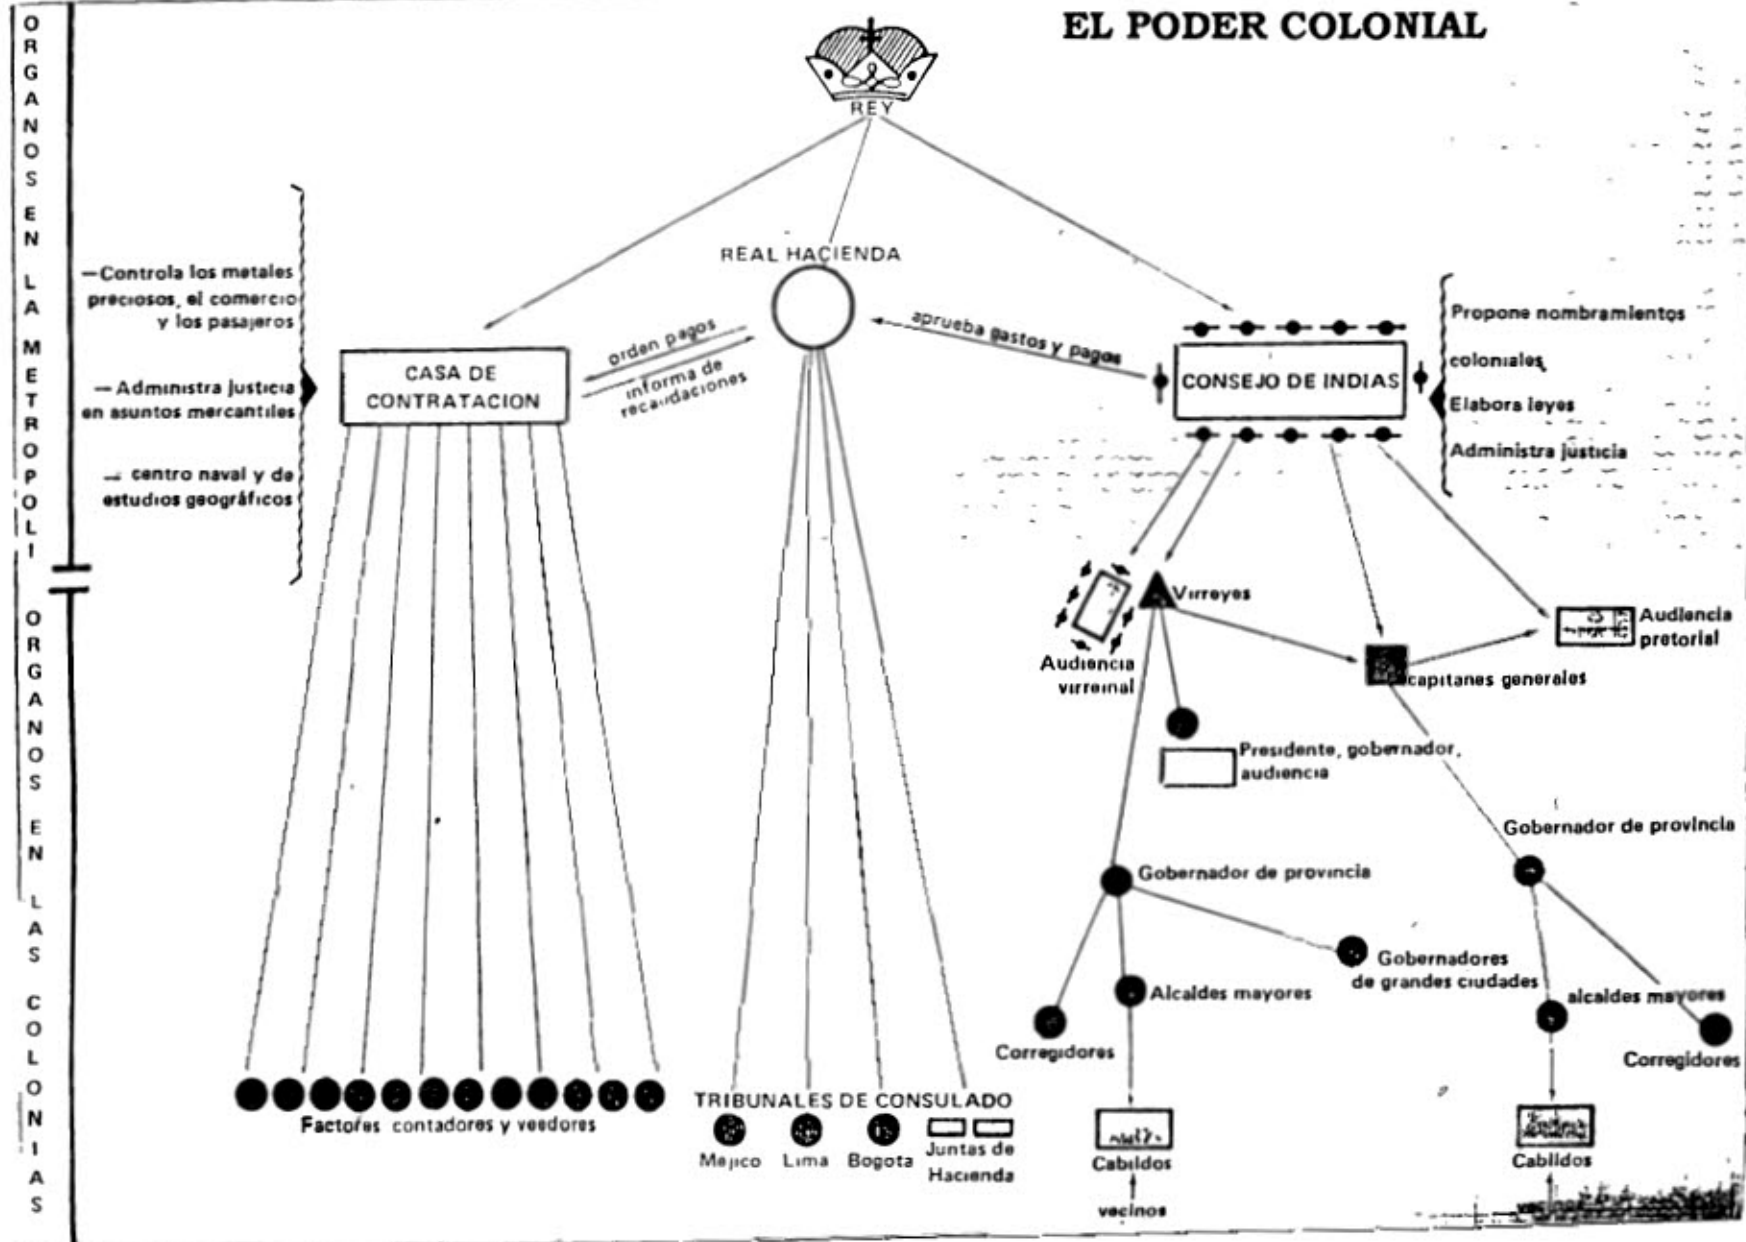 EL PODER COLONIAL
ORGANOS EN LA METROPOLI
ORGANOS EN LAS COLONIAS
REY
REAL HACIENDA
—Controla los metales
preciosos, el comercio
y los pasajeros
— Administra justicia
en asuntos mercantiles
— centro naval y de
estudios geográficos
CASA DE
CONTRATACION
orden pagos
informa de
recaudaciones
aprueba gastos y pagos
CONSEJO DE INDIAS
Propone nombramientos
coloniales
Elabora leyes
Administra justicia
Virreyes
Audiencia
virreinal
Audiencia
pretorial
capitanes generales
Presidente, gobernador,
audiencia
Gobernador de provincia
Gobernador de provincia
Gobernadores
de grandes ciudades
Alcaldes mayores
alcaldes mayores
Corregidores
Corregidores
Factores contadores y veedores
TRIBUNALES DE CONSULADO
Mejico
Lima
Bogota
Juntas de
Hacienda
Cabildos
Cabildos
vecinos